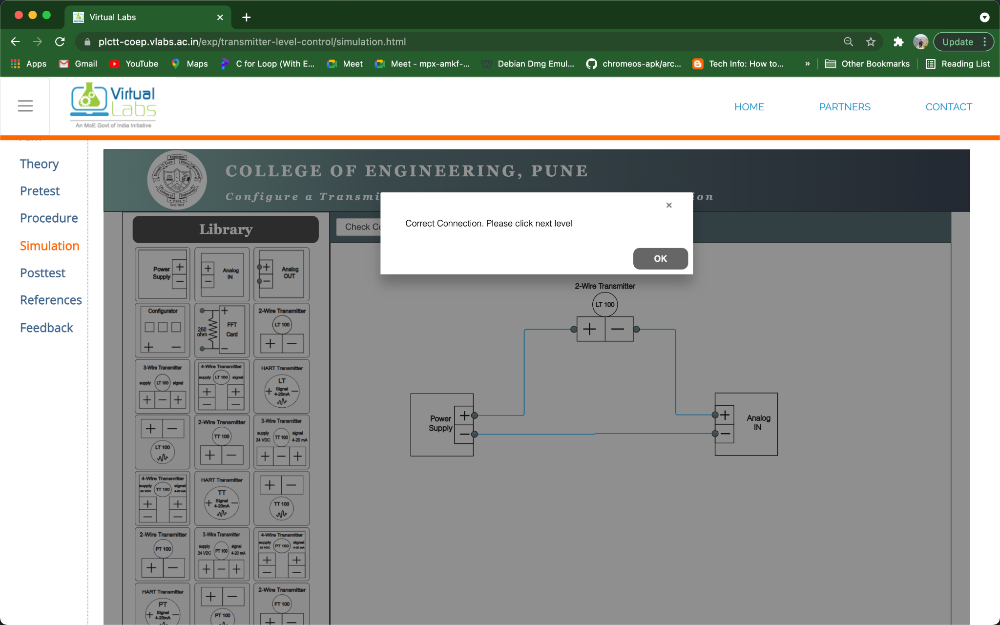 Virtual Labs
plctt-coep.vlabs.ac.in/exp/transmitter-level-control/simulation.html
Update
Apps
Gmail
YouTube
Maps
C for Loop (With E...
Meet
Meet - mpx-amkf-...
Debian Dmg Emul...
chromeos-apk/arc...
Tech Info: How to...
»
Other Bookmarks
Reading List
Virtual
Labs
An MoE Govt of India Initiative
HOME
PARTNERS
CONTACT
Theory
Pretest
Procedure
Simulation
Posttest
References
Feedback
COLLEGE OF ENGINEERING, PUNE
Configure a Transmi
ion
Correct Connection. Please click next level
OK
Library
Check Co
Power
Supply
+
−
+
−
Analog
IN
+
−
Analog
OUT
Configurator
+ −
250
ohm
+
FFT
Card
−
2-Wire Transmitter
LT 100
+ −
3-Wire Transmitter
supply LT 100 signal
+ − +
4-Wire Transmitter
supply LT 100 signal
+ +
− −
HART Transmitter
LT
Signal
+ 4-20mA −
+ −
LT 100
2-Wire Transmitter
TT 100
+ −
3-Wire Transmitter
supply signal
24 VDC TT 100 4-20 mA
+ − +
4-Wire Transmitter
supply signal
24 VDC TT 100 4-20 mA
+ +
− −
HART Transmitter
TT
Signal
+ 4-20mA −
+ −
TT 100
2-Wire Transmitter
PT 100
+ −
3-Wire Transmitter
supply signal
24 VDC PT 100 4-20 mA
+ − +
4-Wire Transmitter
supply signal
24 VDC PT 100 4-20 mA
+ +
− −
HART Transmitter
PT
Signal
+ 4-20mA −
+ −
PT 100
2-Wire Transmitter
FT 100
+ −
2-Wire Transmitter
LT 100
+ −
Power
Supply
+
−
+
−
Analog
IN